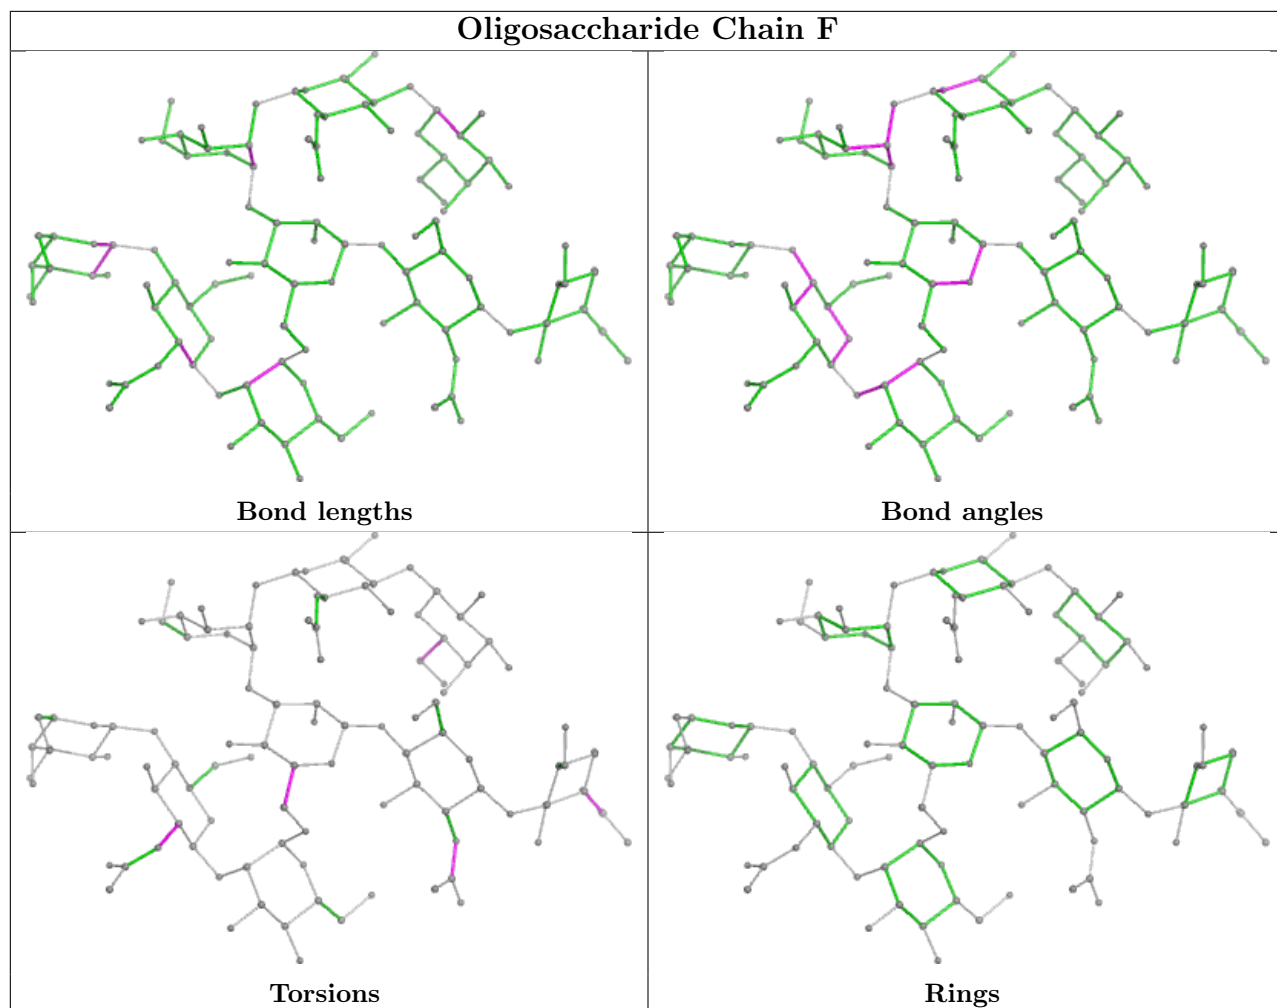 Oligosaccharide Chain F
Bond lengths
Bond angles
Torsions
Rings